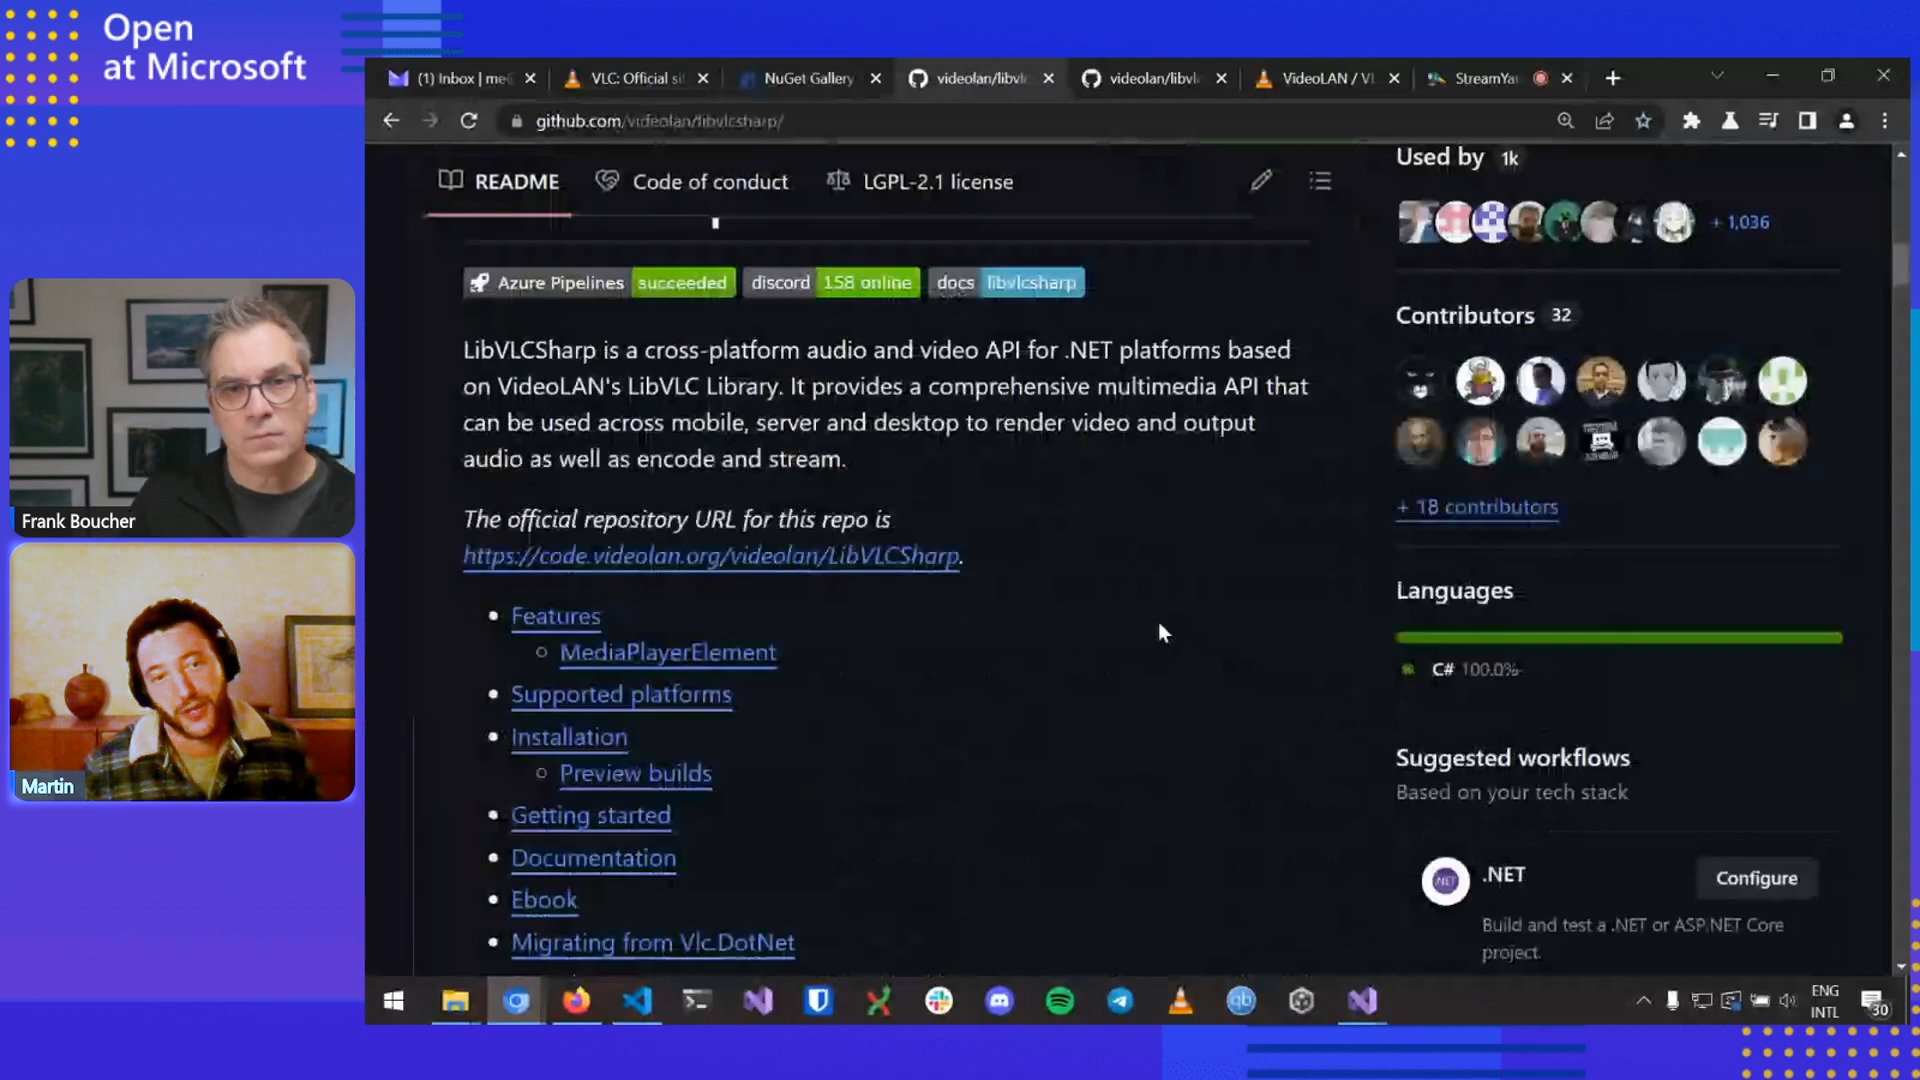 Open
at Microsoft
(1) Inbox | me
VLC: Official si
NuGet Gallery
videolan/libvl
videolan/libvl
VideoLAN / VL
StreamYa
github.com/videolan/libvlcsharp/
README
Code of conduct
LGPL-2.1 license
Used by 1k
+ 1,036
Azure Pipelines succeeded
discord 158 online
docs libvlcsharp
LibVLCSharp is a cross-platform audio and video API for .NET platforms based
on VideoLAN's LibVLC Library. It provides a comprehensive multimedia API that
can be used across mobile, server and desktop to render video and output
audio as well as encode and stream.
The official repository URL for this repo is
https://code.videolan.org/videolan/LibVLCSharp.
Features
MediaPlayerElement
Supported platforms
Installation
Preview builds
Getting started
Documentation
Ebook
Migrating from Vlc.DotNet
Contributors 32
+ 18 contributors
Languages
C# 100.0%
Suggested workflows
Based on your tech stack
.NET
.NET
Configure
Build and test a .NET or ASP.NET Core
project.
Frank Boucher
Martin
qb
ENG
INTL
30